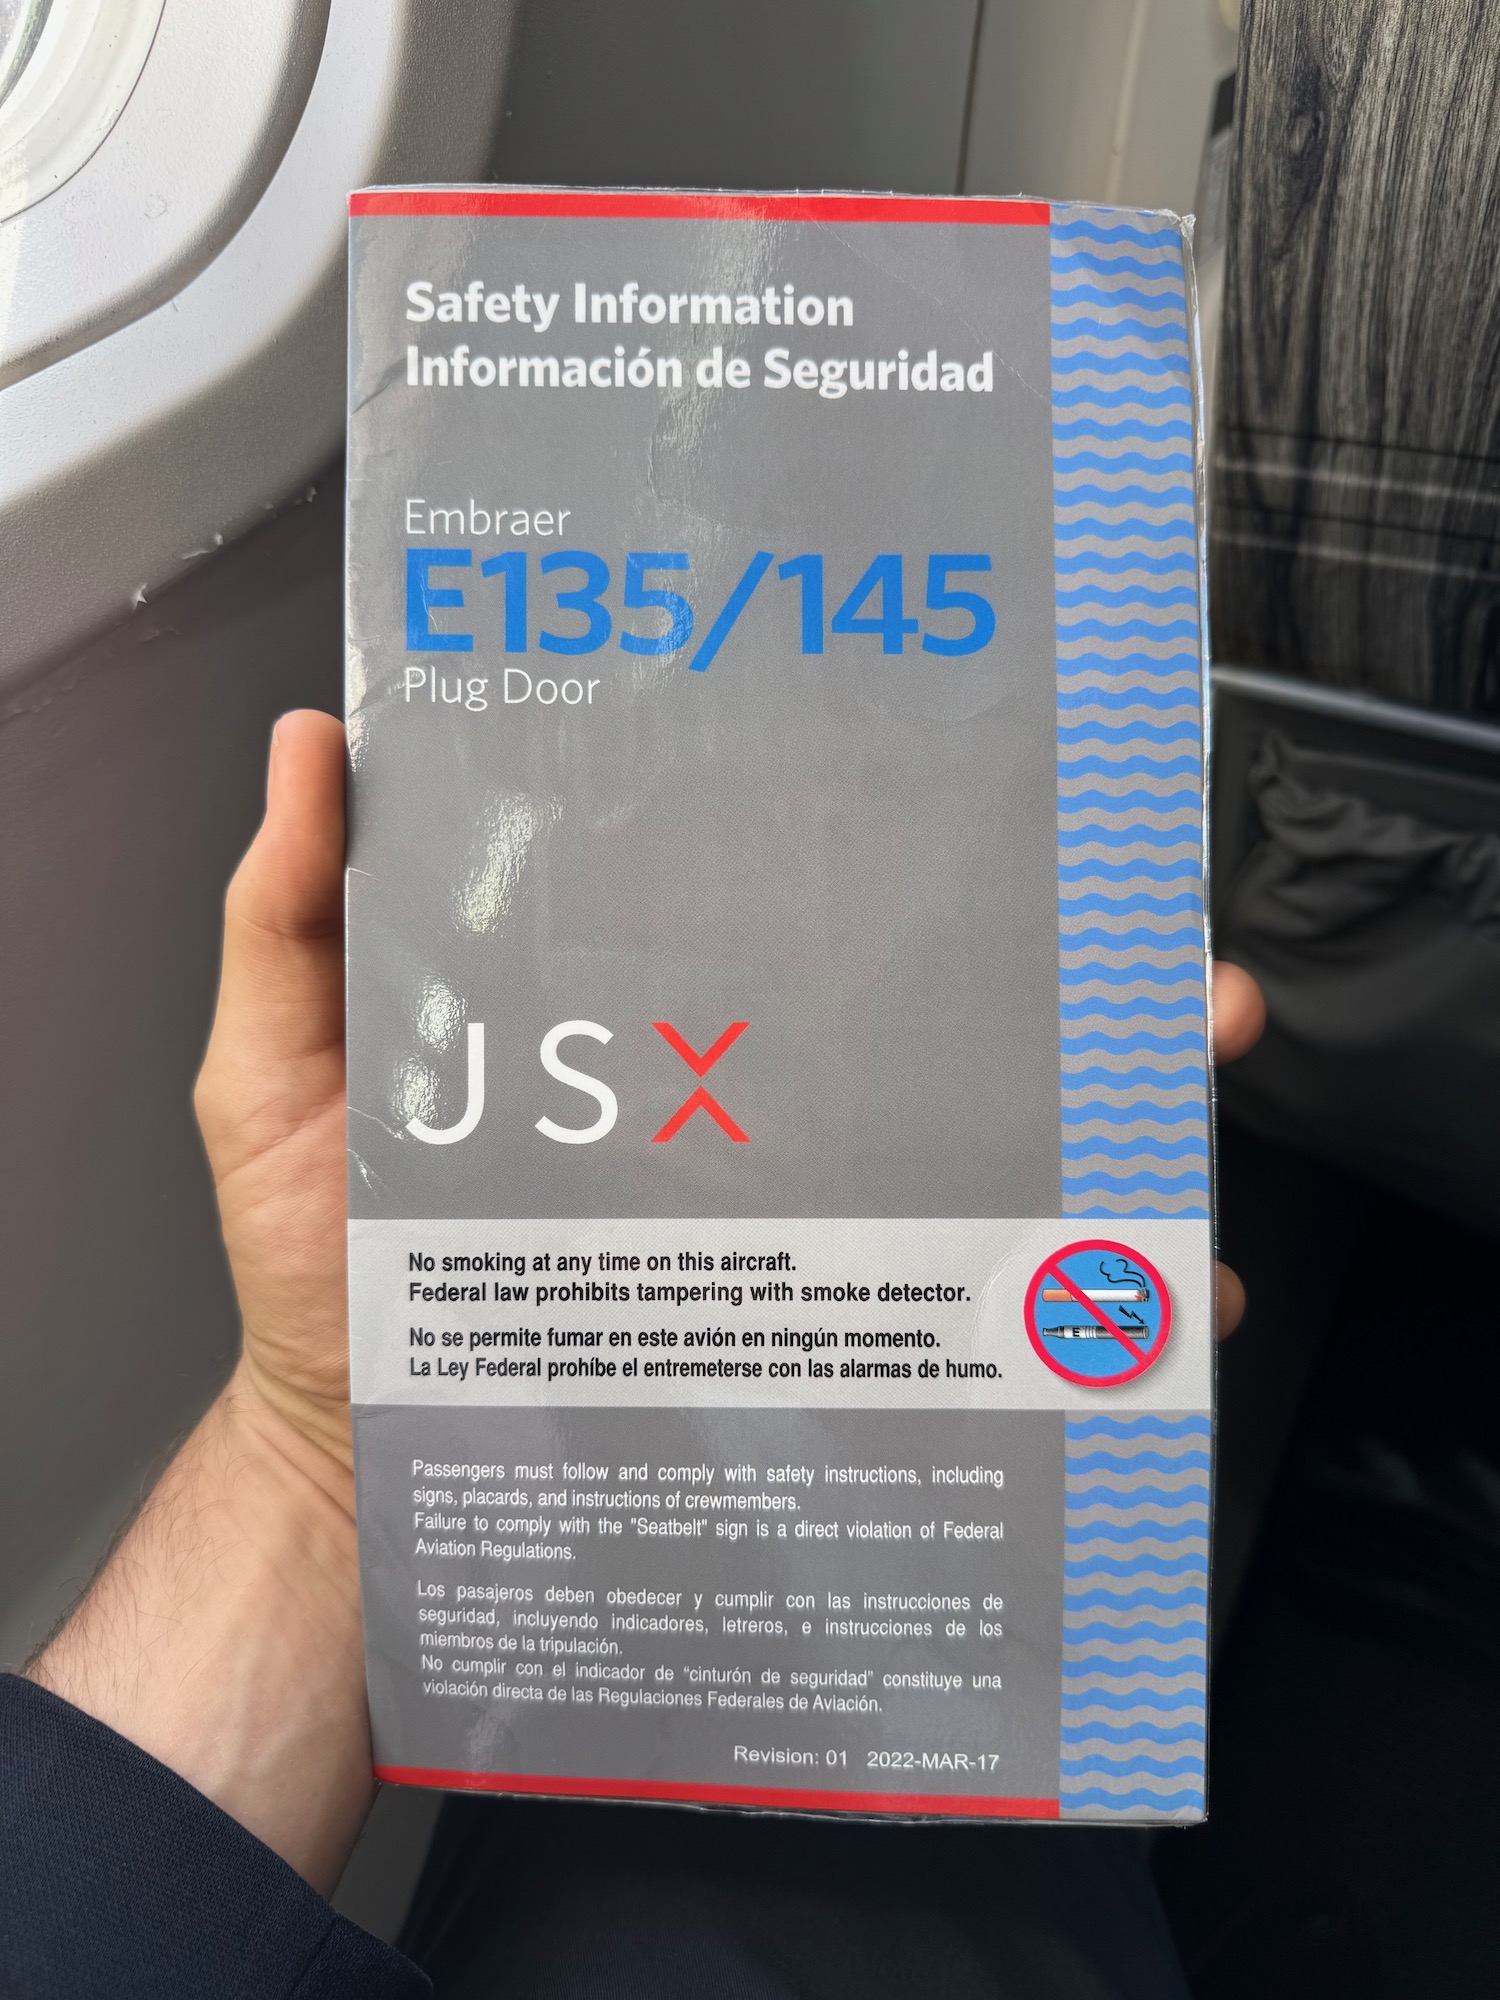 Safety Information
Información de Seguridad
Embraer
E135/145
Plug Door
JSX
No smoking at any time on this aircraft.
Federal law prohibits tampering with smoke detector.
No se permite fumar en este avión en ningún momento.
La Ley Federal prohíbe el entremeterse con las alarmas de humo.
E
Passengers must follow and comply with safety instructions, including
signs, placards, and instructions of crewmembers.
Failure to comply with the "Seatbelt" sign is a direct violation of Federal
Aviation Regulations.
Los pasajeros deben obedecer y cumplir con las instrucciones de
seguridad, incluyendo indicadores, letreros, e instrucciones de los
miembros de la tripulación.
No cumplir con el indicador de “cinturón de seguridad” constituye una
violación directa de las Regulaciones Federales de Aviación.
Revision: 01 2022-MAR-17